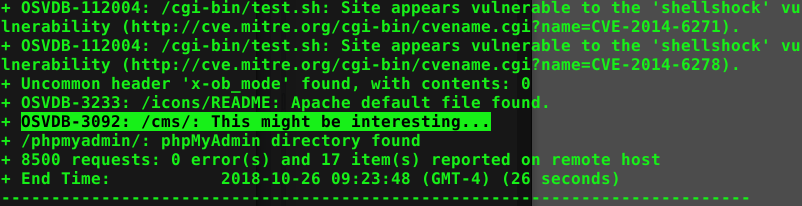 + OSVDB-112004: /cgi-bin/test.sh: Site appears vulnerable to the 'shellshock' vu
lnerability (http://cve.mitre.org/cgi-bin/cvename.cgi?name=CVE-2014-6271).
+ OSVDB-112004: /cgi-bin/test.sh: Site appears vulnerable to the 'shellshock' vu
lnerability (http://cve.mitre.org/cgi-bin/cvename.cgi?name=CVE-2014-6278).
+ Uncommon header 'x-ob_mode' found, with contents: 0
+ OSVDB-3233: /icons/README: Apache default file found.
+ OSVDB-3092: /cms/: This might be interesting...
+ /phpmyadmin/: phpMyAdmin directory found
+ 8500 requests: 0 error(s) and 17 item(s) reported on remote host
+ End Time:           2018-10-26 09:23:48 (GMT-4) (26 seconds)
---------------------------------------------------------------------------